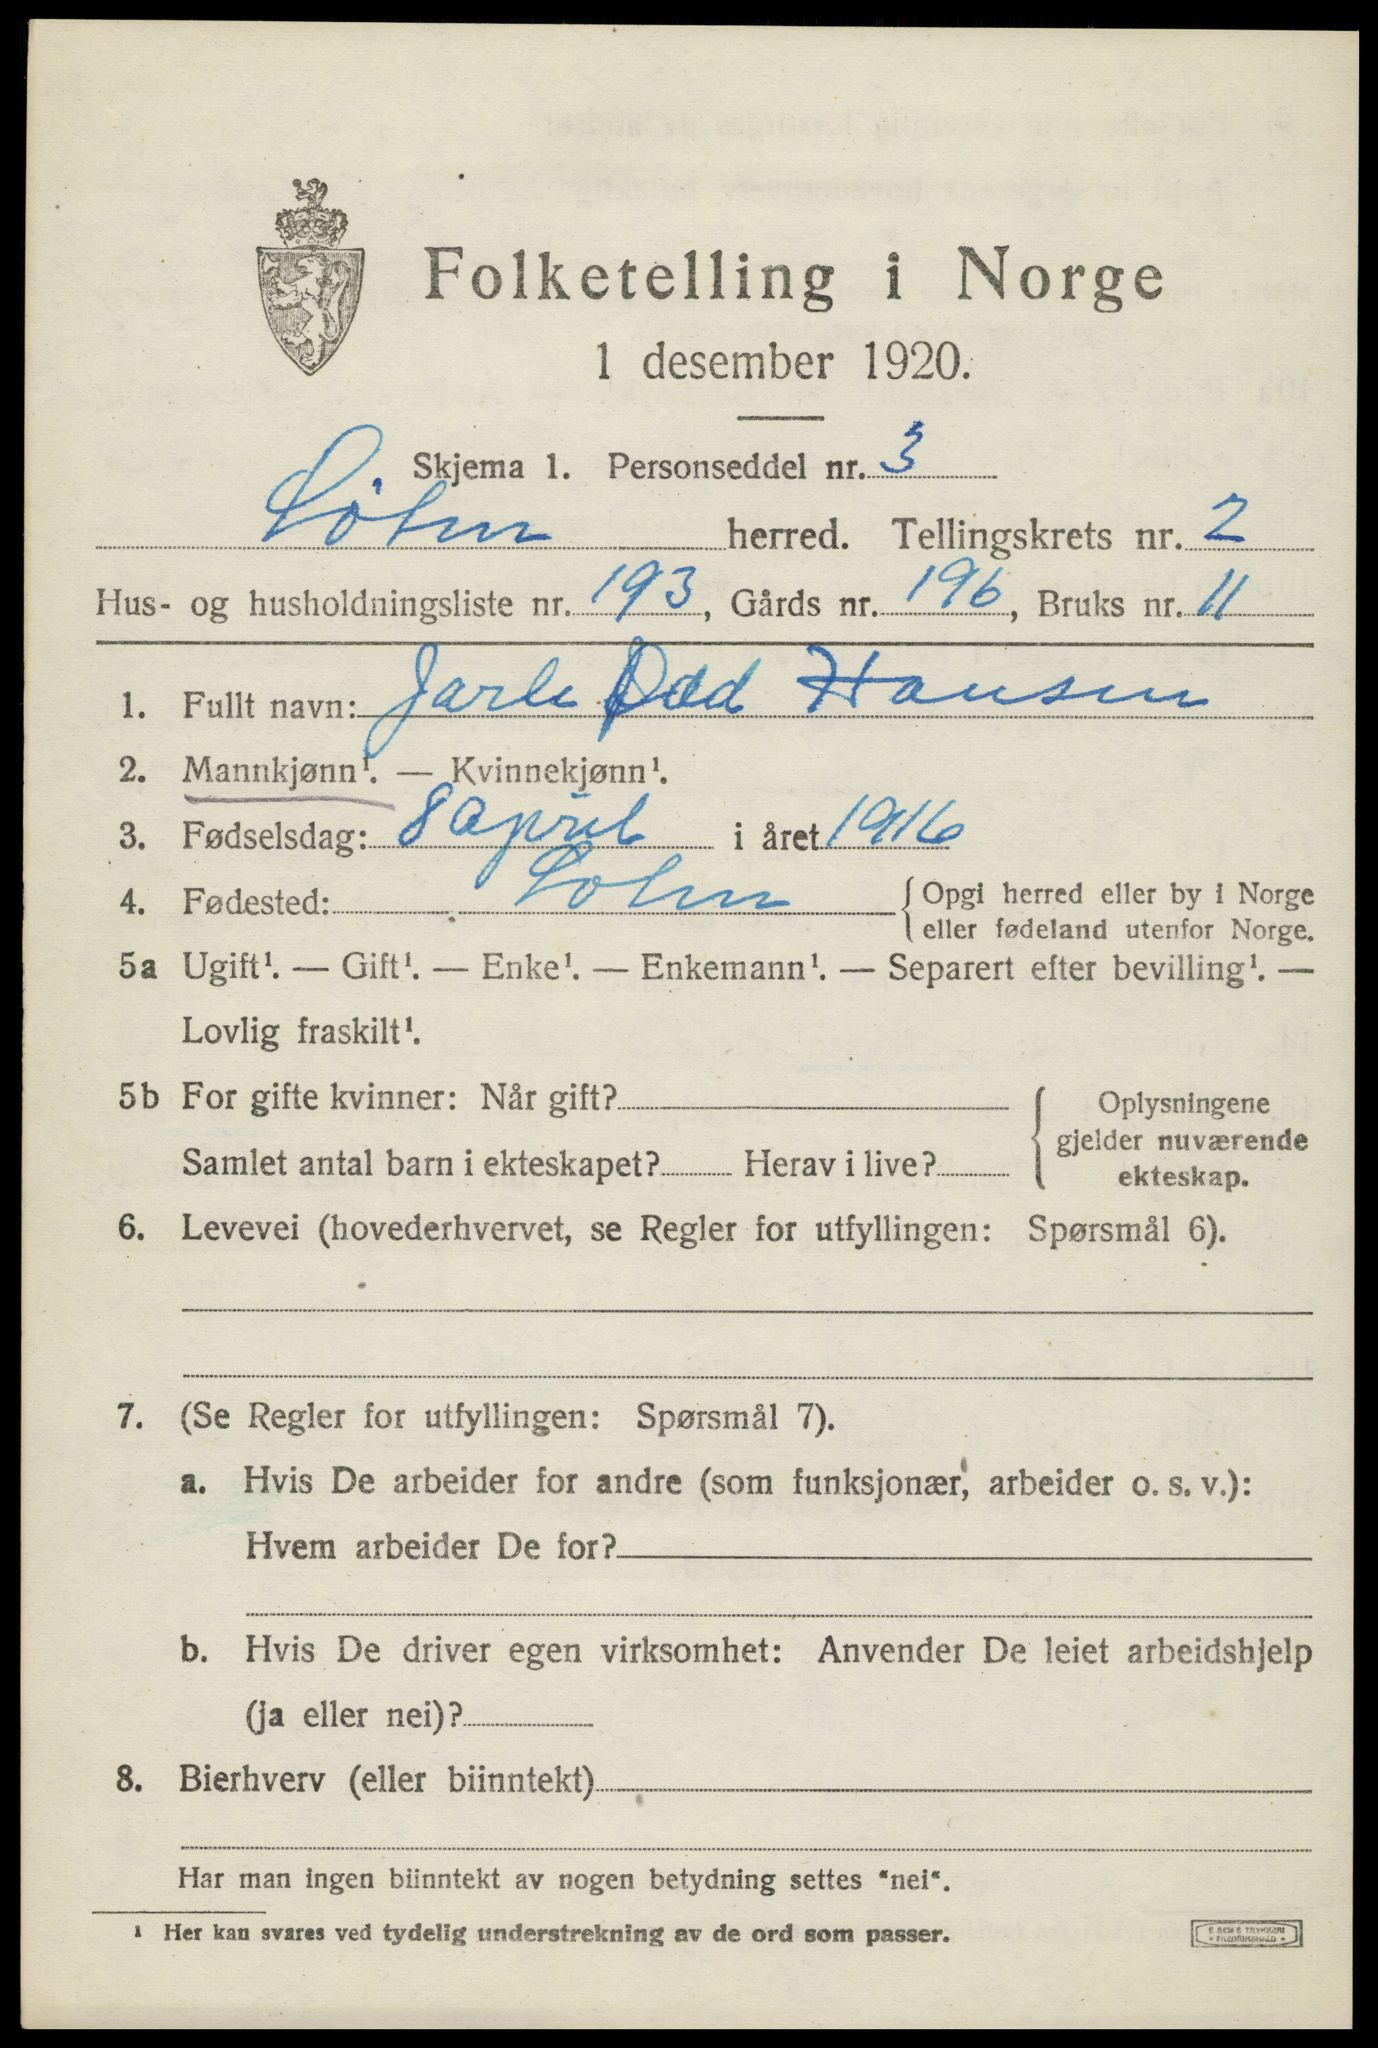 Folketelling i Norge
1 desember 1920.
Skjema 1. Personseddel nr. 3
Löten herred. Tellingskrets nr. 2
Hus- og husholdningsliste nr. 193, Gårds nr. 196, Bruks nr. 11
1. Fullt navn: Jarle Odd Hansen
2. Mannkjønn¹. — Kvinnekjønn¹.
3. Fødselsdag: 8 april i året 1916
4. Fødested: Löten { Opgi herred eller by i Norge
eller fødeland utenfor Norge.
5a Ugift¹. — Gift¹. — Enke¹. — Enkemann¹. — Separert efter bevilling¹. —
Lovlig fraskilt¹.
5b For gifte kvinner: Når gift?
Samlet antal barn i ekteskapet? Herav i live?
Oplysningene
gjelder nuværende
ekteskap.
6. Levevei (hovederhvervet, se Regler for utfyllingen: Spørsmål 6).
7. (Se Regler for utfyllingen: Spørsmål 7).
a. Hvis De arbeider for andre (som funksjonær, arbeider o. s. v.):
Hvem arbeider De for?
b. Hvis De driver egen virksomhet: Anvender De leiet arbeidshjelp
(ja eller nei)?
8. Bierhverv (eller biinntekt)
Har man ingen biinntekt av nogen betydning settes "nei".
¹ Her kan svares ved tydelig understrekning av de ord som passer.